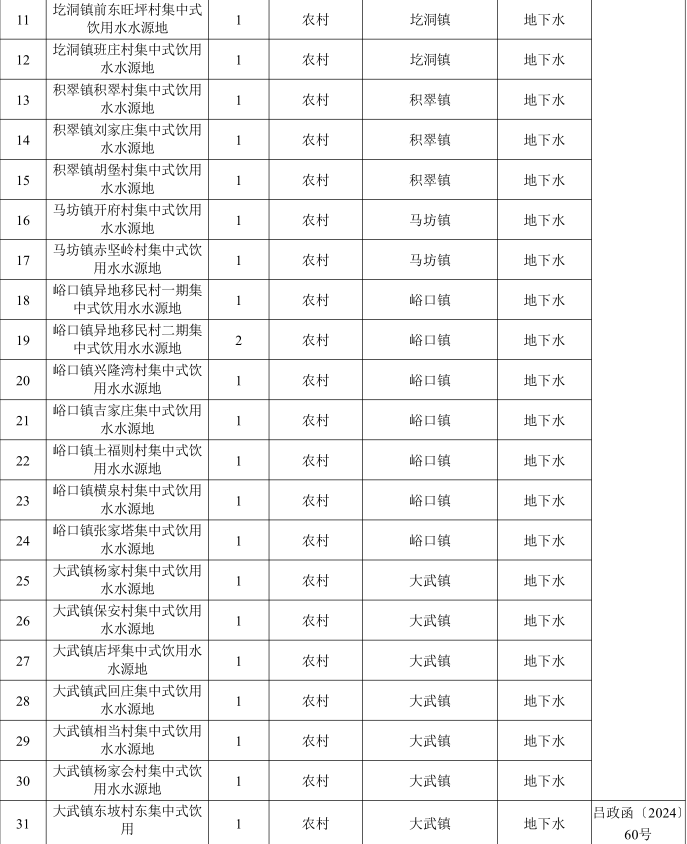 11 圪洞镇前东旺坪村集中式 1 农村 圪洞镇 地下水
饮用水水源地
12 圪洞镇班庄村集中式饮用 1 农村 圪洞镇 地下水
水水源地
13 积翠镇积翠村集中式饮用 1 农村 积翠镇 地下水
水水源地
14 积翠镇刘家庄集中式饮用 1 农村 积翠镇 地下水
水水源地
15 积翠镇胡堡村集中式饮用 1 农村 积翠镇 地下水
水水源地
16 马坊镇开府村集中式饮用 1 农村 马坊镇 地下水
水水源地
17 马坊镇赤坚岭村集中式饮 1 农村 马坊镇 地下水
用水水源地
18 峪口镇异地移民村一期集 1 农村 峪口镇 地下水
中式饮用水水源地
19 峪口镇异地移民村二期集 2 农村 峪口镇 地下水
中式饮用水水源地
20 峪口镇兴隆湾村集中式饮 1 农村 峪口镇 地下水
用水水源地
21 峪口镇吉家庄集中式饮用 1 农村 峪口镇 地下水
水水源地
22 峪口镇土福则村集中式饮 1 农村 峪口镇 地下水
用水水源地
23 峪口镇横泉村集中式饮用 1 农村 峪口镇 地下水
水水源地
24 峪口镇张家塔集中式饮用 1 农村 峪口镇 地下水
水水源地
25 大武镇杨家村集中式饮用 1 农村 大武镇 地下水
水水源地
26 大武镇保安村集中式饮用 1 农村 大武镇 地下水
水水源地
27 大武镇店坪集中式饮用水 1 农村 大武镇 地下水
水源地
28 大武镇武回庄集中式饮用 1 农村 大武镇 地下水
水水源地
29 大武镇相当村集中式饮用 1 农村 大武镇 地下水
水水源地
30 大武镇杨家会村集中式饮 1 农村 大武镇 地下水
用水水源地
31 大武镇东坡村东集中式饮 1 农村 大武镇 地下水 吕政函〔2024〕
用 60号